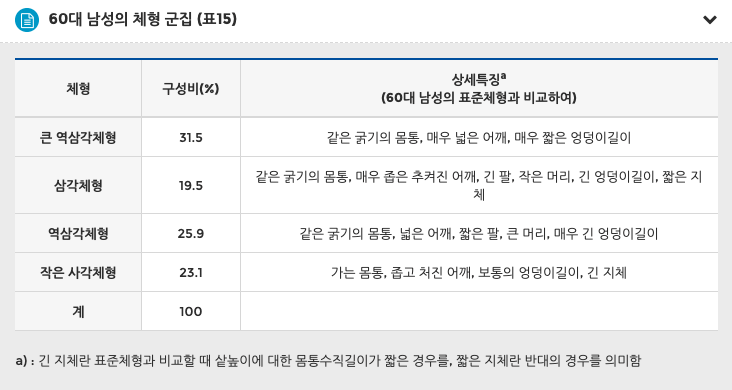 60대 남성의 체형 군집 (표15)
체형 구성비(%) 상세특징a
(60대 남성의 표준체형과 비교하여)
큰 역삼각체형 31.5 같은 굵기의 몸통, 매우 넓은 어깨, 매우 짧은 엉덩이길이
삼각체형 19.5 같은 굵기의 몸통, 매우 좁은 추켜진 어깨, 긴 팔, 작은 머리, 긴 엉덩이길이, 짧은 지
체
역삼각체형 25.9 같은 굵기의 몸통, 넓은 어깨, 짧은 팔, 큰 머리, 매우 긴 엉덩이길이
작은 사각체형 23.1 가는 몸통, 좁고 처진 어깨, 보통의 엉덩이길이, 긴 지체
계 100
a) : 긴 지체란 표준체형과 비교할 때 샅높이에 대한 몸통수직길이가 짧은 경우를, 짧은 지체란 반대의 경우를 의미함